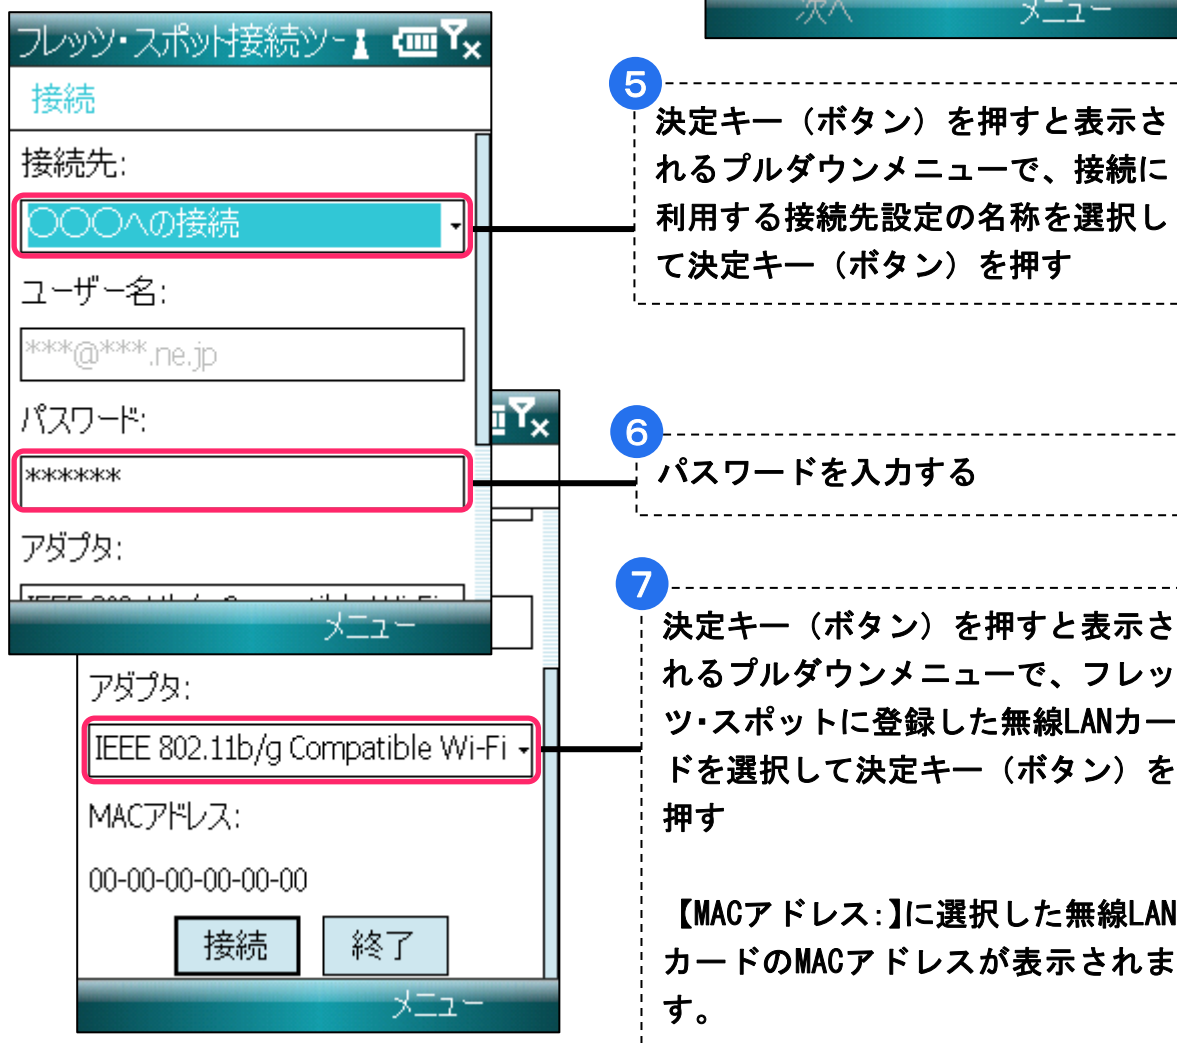 次へ メニュー
フレッツ・スポット接続ツー
接続
接続先:
〇〇〇への接続
ユーザー名:
***@***.ne.jp
パスワード:
******
アダプタ:
メニュー
アダプタ:
IEEE 802.11b/g Compatible Wi-Fi
MACアドレス:
00-00-00-00-00-00
接続 終了
メニュー
5
決定キー（ボタン）を押すと表示さ
れるプルダウンメニューで、接続に
利用する接続先設定の名称を選択し
て決定キー（ボタン）を押す
6
パスワードを入力する
7
決定キー（ボタン）を押すと表示さ
れるプルダウンメニューで、フレッ
ツ・スポットに登録した無線LANカー
ドを選択して決定キー（ボタン）を
押す
【MACアドレス:】に選択した無線LAN
カードのMACアドレスが表示されま
す。